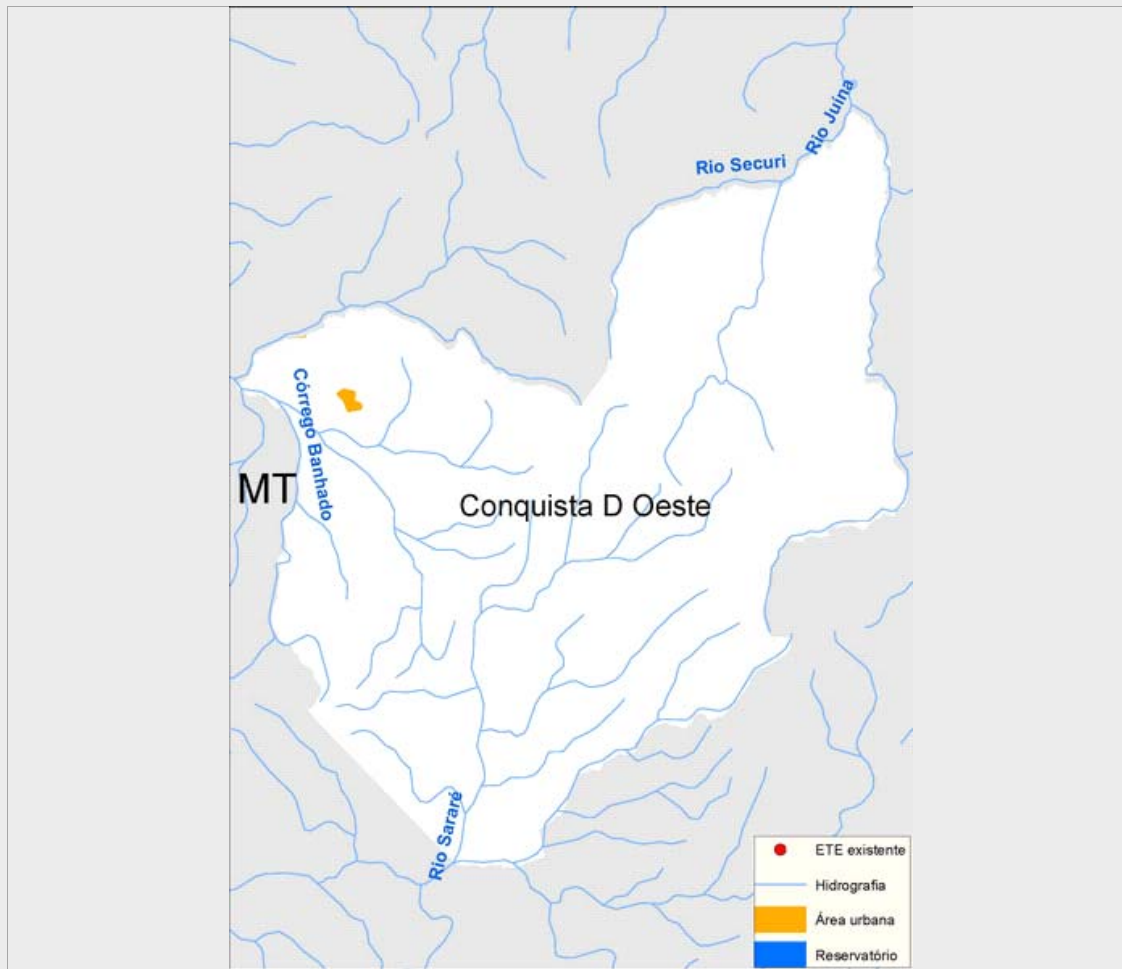 Rio Juína
Rio Securi
Córrego Banhado
MT
Conquista D Oeste
Rio Sararé
ETE existente
Hidrografia
Área urbana
Reservatório